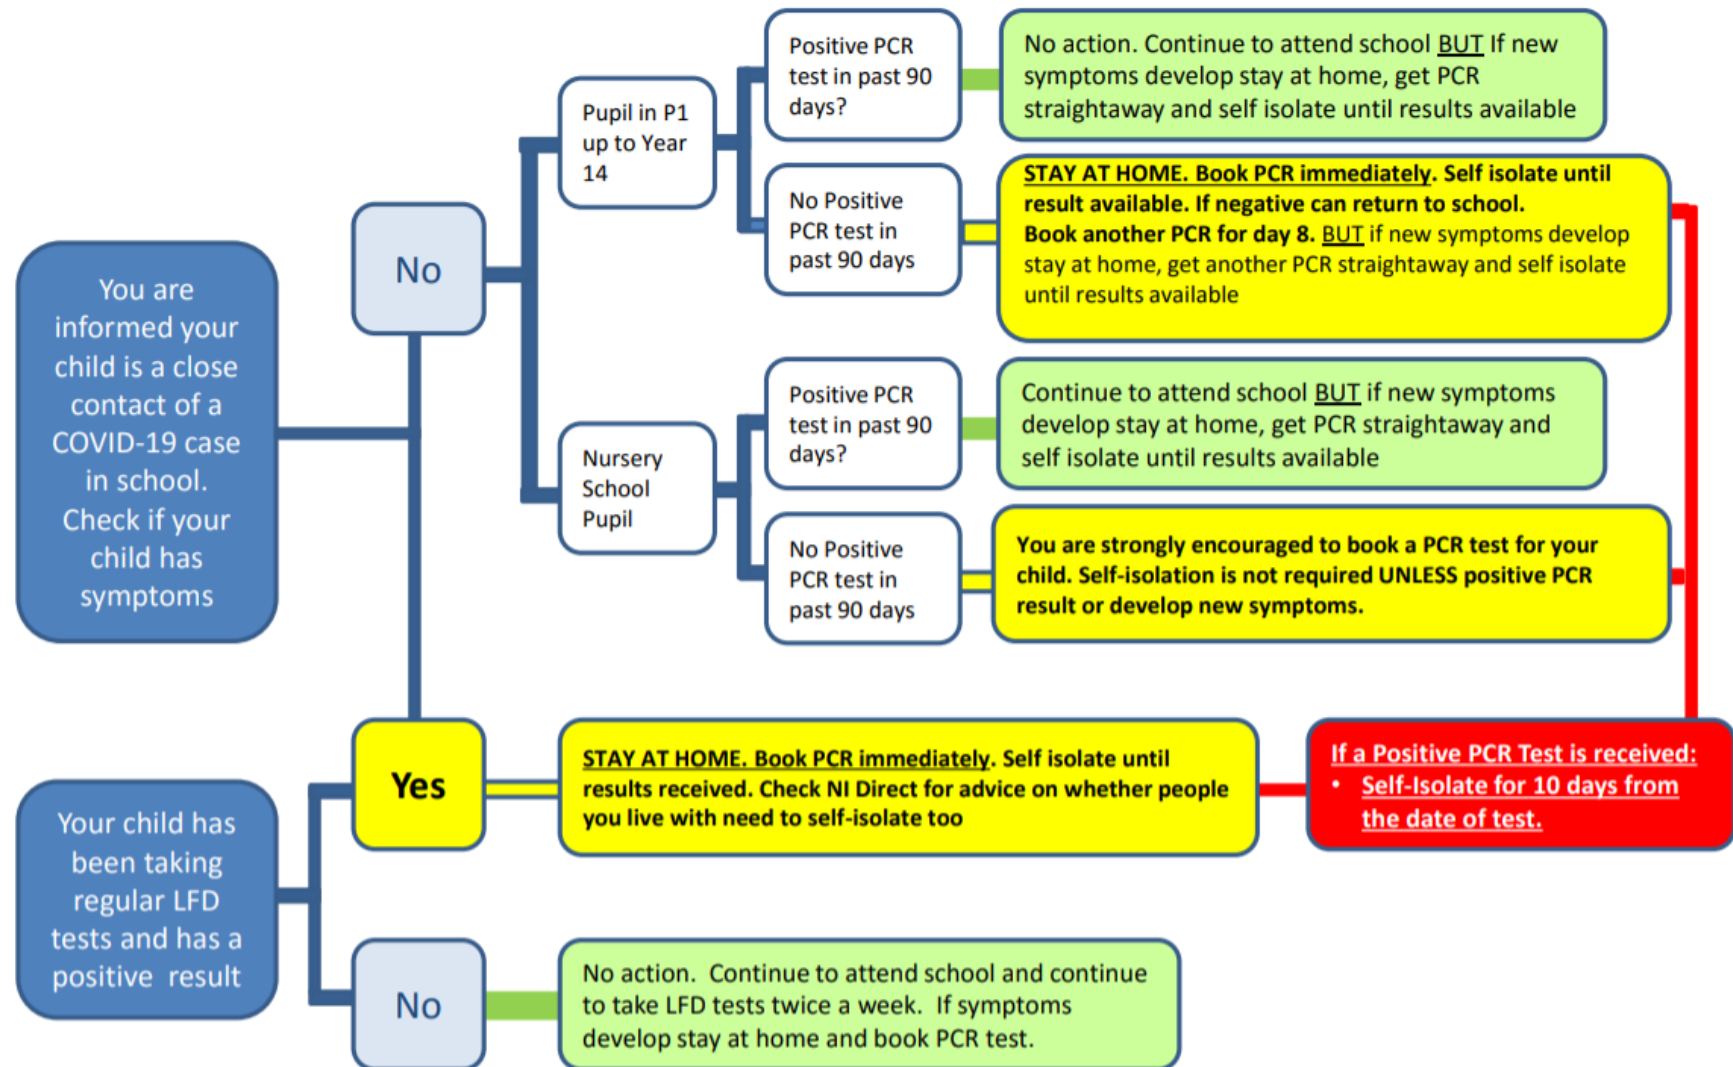 You are
informed your
child is a close
contact of a
COVID-19 case
in school.
Check if your
child has
symptoms
No
Pupil in P1
up to Year
14
Positive PCR
test in past 90
days?
No action. Continue to attend school BUT If new
symptoms develop stay at home, get PCR
straightaway and self isolate until results available
No Positive
PCR test in
past 90 days
STAY AT HOME. Book PCR immediately. Self isolate until
result available. If negative can return to school.
Book another PCR for day 8. BUT if new symptoms develop
stay at home, get another PCR straightaway and self isolate
until results available
Nursery
School
Pupil
Positive PCR
test in past 90
days?
Continue to attend school BUT if new symptoms
develop stay at home, get PCR straightaway and
self isolate until results available
No Positive
PCR test in
past 90 days
You are strongly encouraged to book a PCR test for your
child. Self-isolation is not required UNLESS positive PCR
result or develop new symptoms.
Yes
STAY AT HOME. Book PCR immediately. Self isolate until
results received. Check NI Direct for advice on whether people
you live with need to self-isolate too
If a Positive PCR Test is received:
• Self-Isolate for 10 days from
the date of test.
Your child has
been taking
regular LFD
tests and has a
positive result
No
No action. Continue to attend school and continue
to take LFD tests twice a week. If symptoms
develop stay at home and book PCR test.